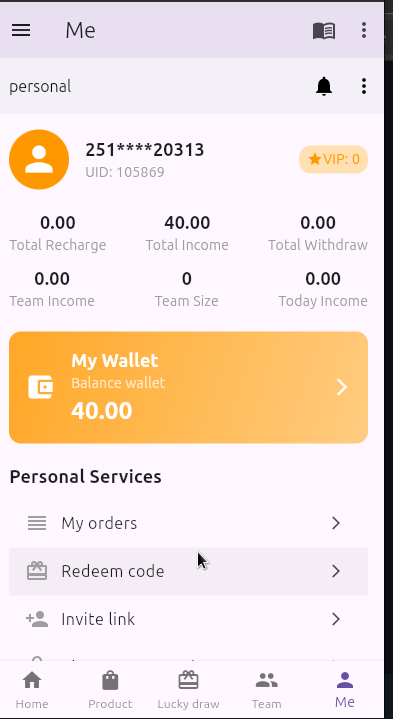 Me
personal
251****20313
UID: 105869
VIP: 0
0.00 40.00 0.00
Total Recharge Total Income Total Withdraw
0.00 0 0.00
Team Income Team Size Today Income
My Wallet
Balance wallet
40.00
Personal Services
My orders
Redeem code
Invite link
Home Product Lucky draw Team Me